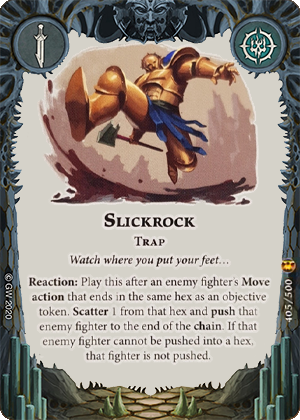 SLICKROCK
TRAP
Watch where you put your feet…
Reaction: Play this after an enemy fighter's Move
action that ends in the same hex as an objective
token. Scatter 1 from that hex and push that
enemy fighter to the end of the chain. If that
enemy fighter cannot be pushed into a hex,
that fighter is not pushed.
© GW 2020
405/500